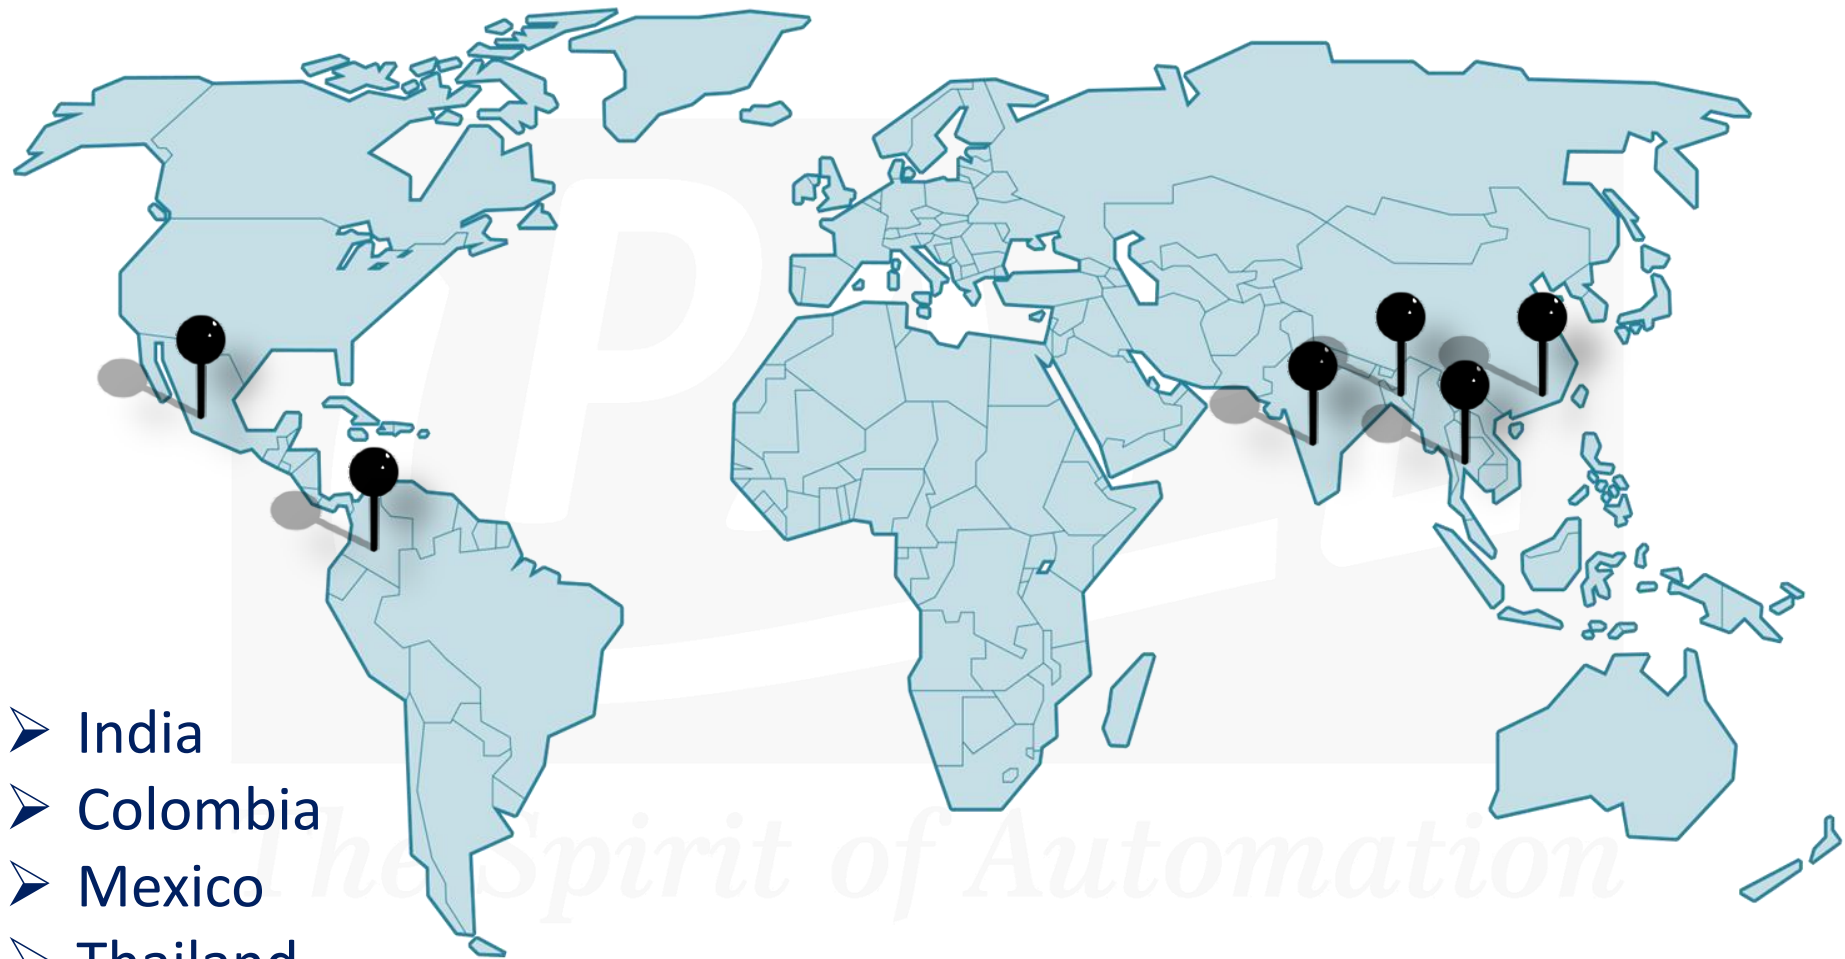 India
Colombia
Mexico
Thailand
The Spirit of Automation